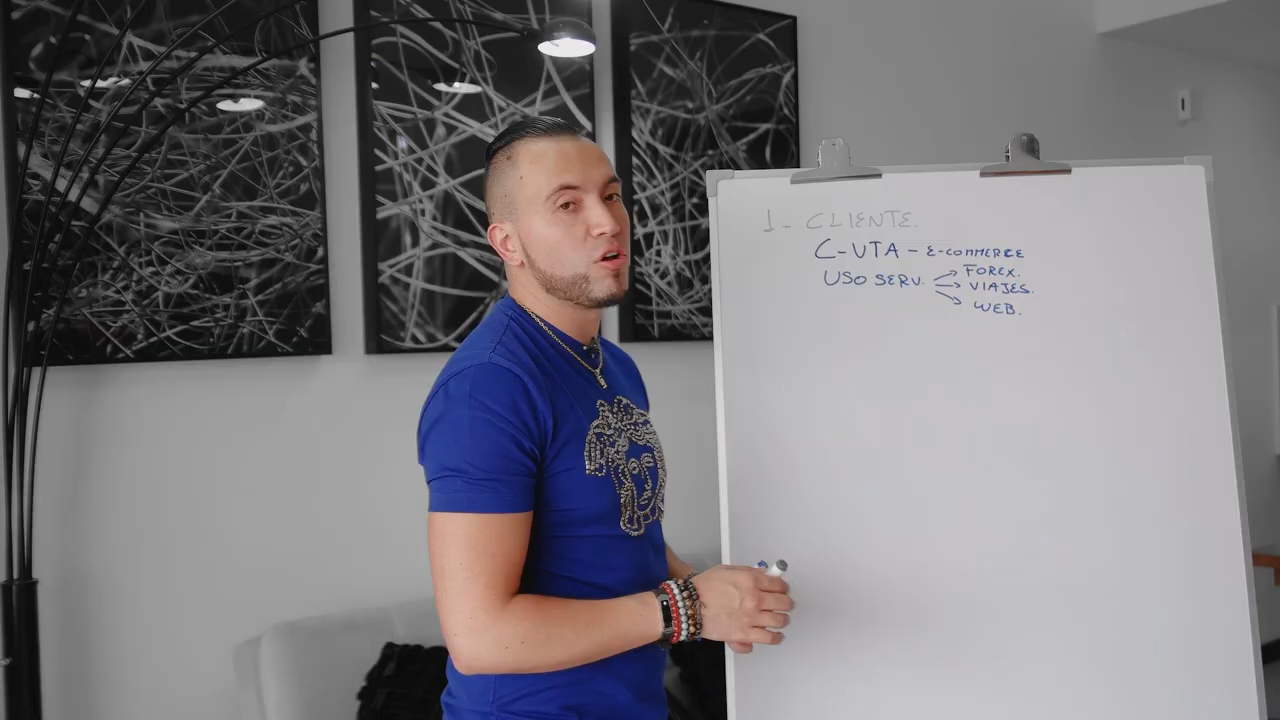 1- CLIENTE.
C-VTA - E-COMMERCE
USO SERV. → FOREX.
→ VIAJES.
→ WEB.